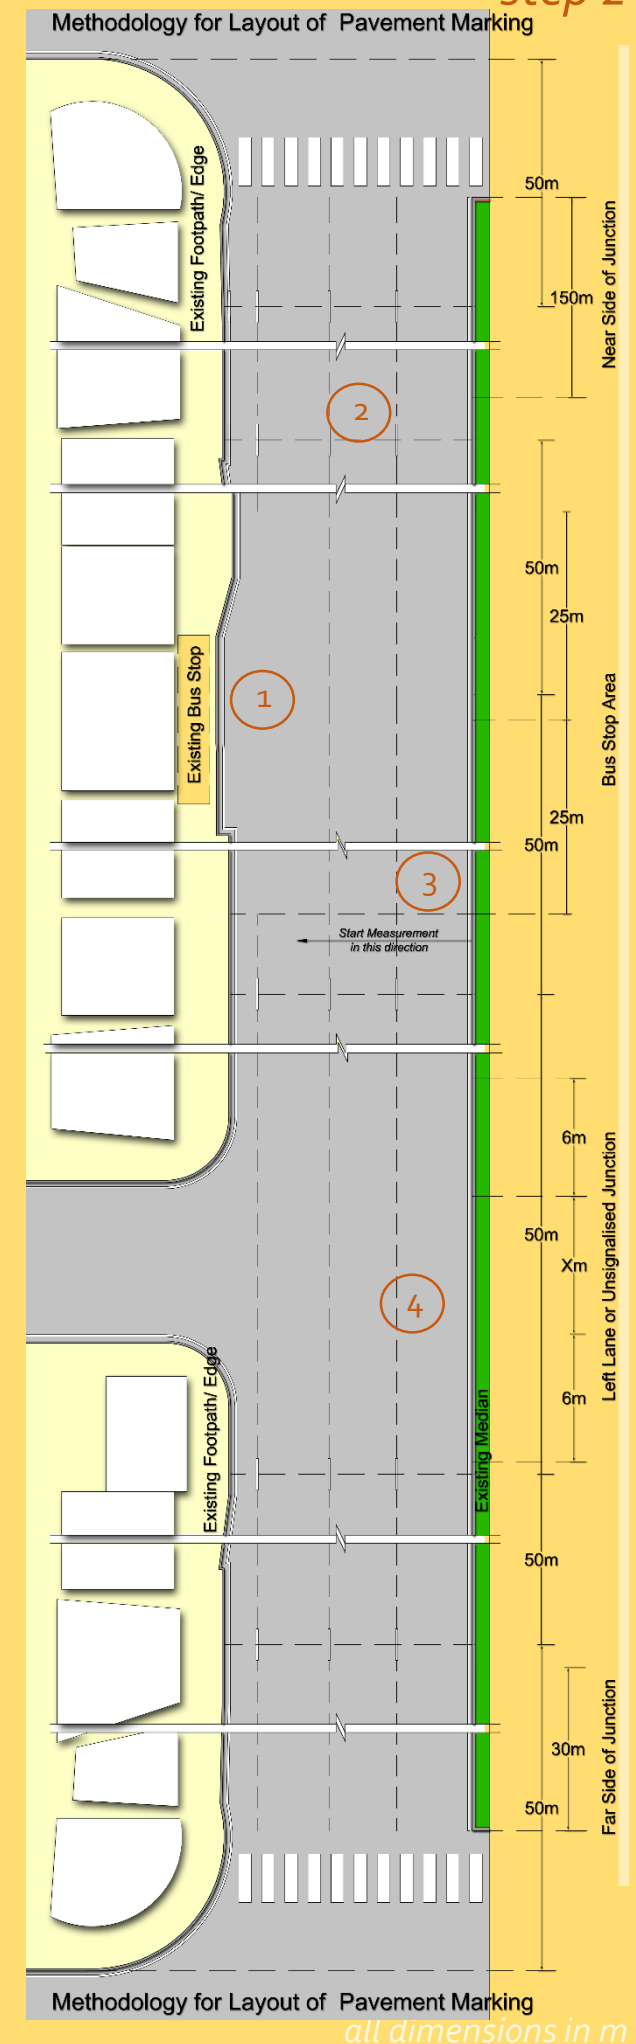 Step 2
Methodology for Layout of Pavement Marking
Existing Footpath/ Edge
50m
150m
Near Side of Junction
2
50m
25m
Existing Bus Stop
1
Bus Stop Area
25m
50m
3
Start Measurement
in this direction
6m
50m
Xm
Left Lane or Unsignalised Junction
4
6m
Existing Footpath/ Edge
Existing Median
50m
30m
50m
Far Side of Junction
Methodology for Layout of Pavement Marking
all dimensions in m